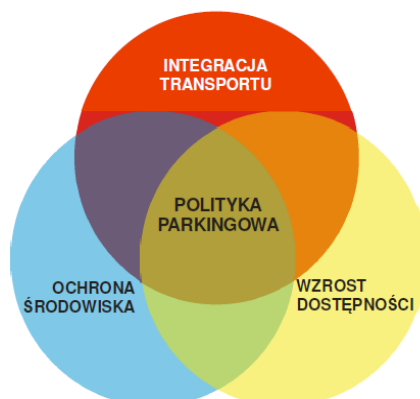 INTEGRACJA
TRANSPORTU
POLITYKA
PARKINGOWA
OCHRONA
ŚRODOWISKA
WZROST
DOSTĘPNOŚCI